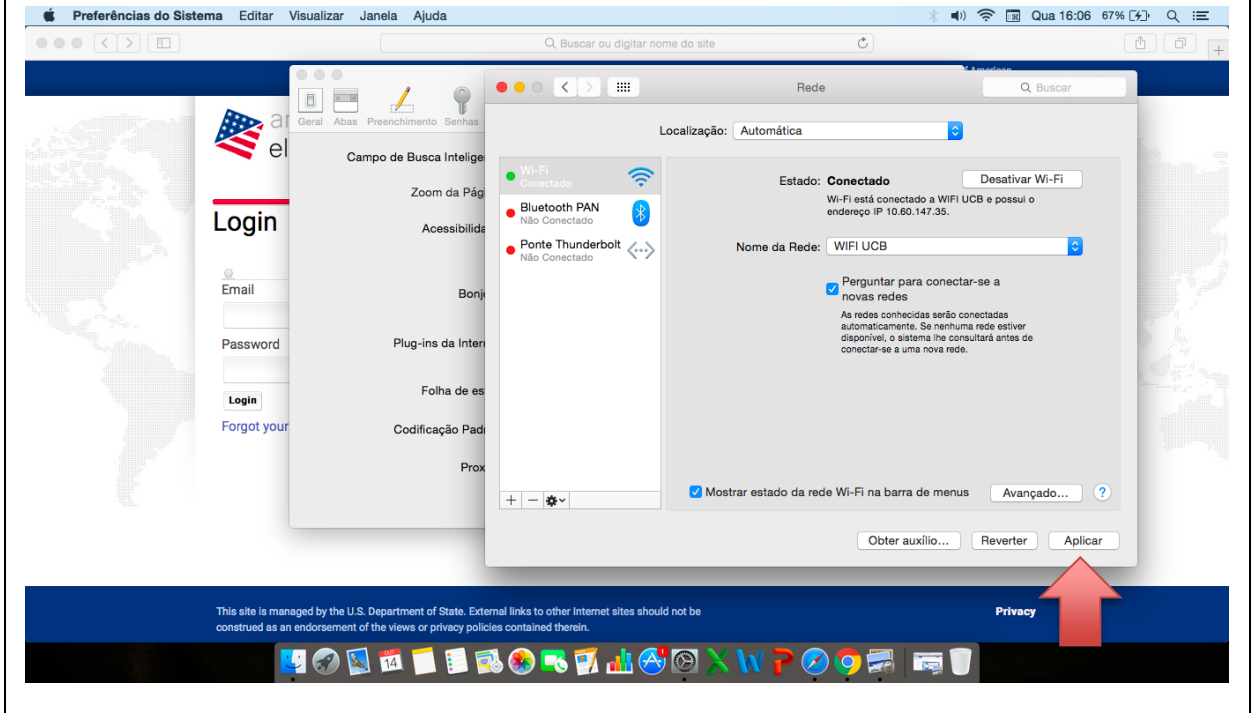 Preferências do Sistema Editar Visualizar Janela Ajuda
Qua 16:06 67%
Buscar ou digitar nome do site
Geral Abas Preenchimento Senhas
Rede
Buscar
el
Login
Email
Password
Login
Forgot your
Campo de Busca Intelige
Zoom da Pág
Acessibilida
Bonj
Plug-ins da Inter
Folha de es
Codificação Pad
Prox
Localização: Automática
Wi-Fi
Conectado
Bluetooth PAN
Não Conectado
Ponte Thunderbolt
Não Conectado
Estado: Conectado
Desativar Wi-Fi
Wi-Fi está conectado a WIFI UCB e possui o
endereço IP 10.60.147.35.
Nome da Rede: WIFI UCB
Perguntar para conectar-se a
novas redes
As redes conhecidas serão conectadas
automaticamente. Se nenhuma rede estiver
disponível, o sistema lhe consultará antes de
conectar-se a uma nova rede.
Mostrar estado da rede Wi-Fi na barra de menus
Avançado... ?
Obter auxílio... Reverter Aplicar
This site is managed by the U.S. Department of State. External links to other Internet sites should not be
construed as an endorsement of the views or privacy policies contained therein.
Privacy
14